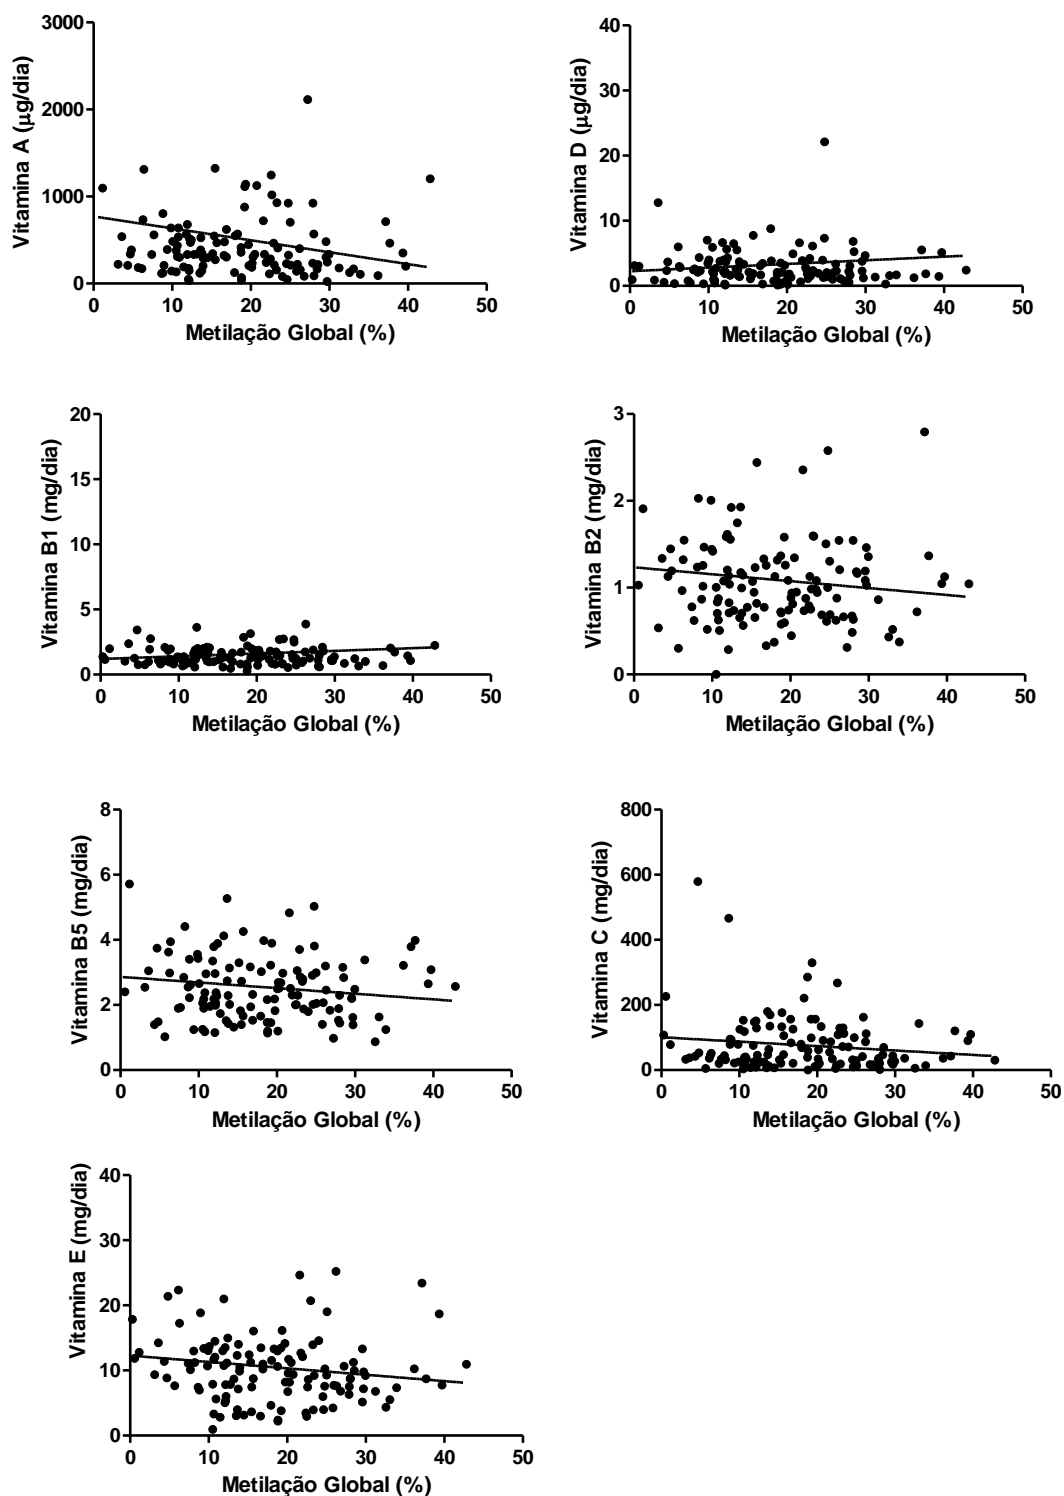 Vitamina A (µg/dia)
3000
2000
1000
0
0 10 20 30 40 50
Metilação Global (%)
Vitamina D (µg/dia)
40
30
20
10
0
0 10 20 30 40 50
Metilação Global (%)
Vitamina B1 (mg/dia)
20
15
10
5
0
0 10 20 30 40 50
Metilação Global (%)
Vitamina B2 (mg/dia)
3
2
1
0
0 10 20 30 40 50
Metilação Global (%)
Vitamina B5 (mg/dia)
8
6
4
2
0
0 10 20 30 40 50
Metilação Global (%)
Vitamina C (mg/dia)
800
600
400
200
0
0 10 20 30 40 50
Metilação Global (%)
Vitamina E (mg/dia)
40
30
20
10
0
0 10 20 30 40 50
Metilação Global (%)